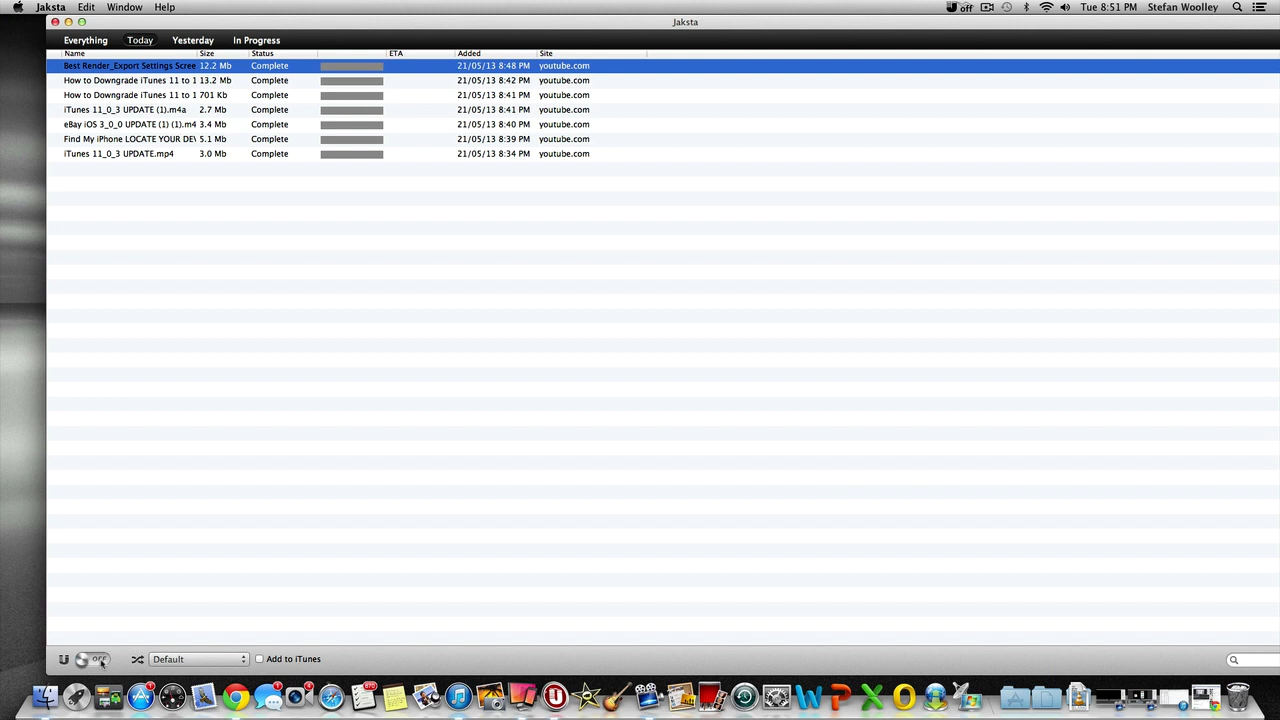 Jaksta Edit Window Help off Tue 8:51 PM Stefan Woolley
Jaksta
Everything Today Yesterday In Progress
Name Size Status ETA Added Site
Best Render_Export Settings Scree 12.2 Mb Complete 21/05/13 8:48 PM youtube.com
How to Downgrade iTunes 11 to 1 13.2 Mb Complete 21/05/13 8:42 PM youtube.com
How to Downgrade iTunes 11 to 1 701 Kb Complete 21/05/13 8:41 PM youtube.com
iTunes 11_0_3 UPDATE (1).m4a 2.7 Mb Complete 21/05/13 8:41 PM youtube.com
eBay iOS 3_0_0 UPDATE (1) (1).m4 3.4 Mb Complete 21/05/13 8:40 PM youtube.com
Find My iPhone LOCATE YOUR DEV 5.1 Mb Complete 21/05/13 8:39 PM youtube.com
iTunes 11_0_3 UPDATE.mp4 3.0 Mb Complete 21/05/13 8:34 PM youtube.com
Default Add to iTunes